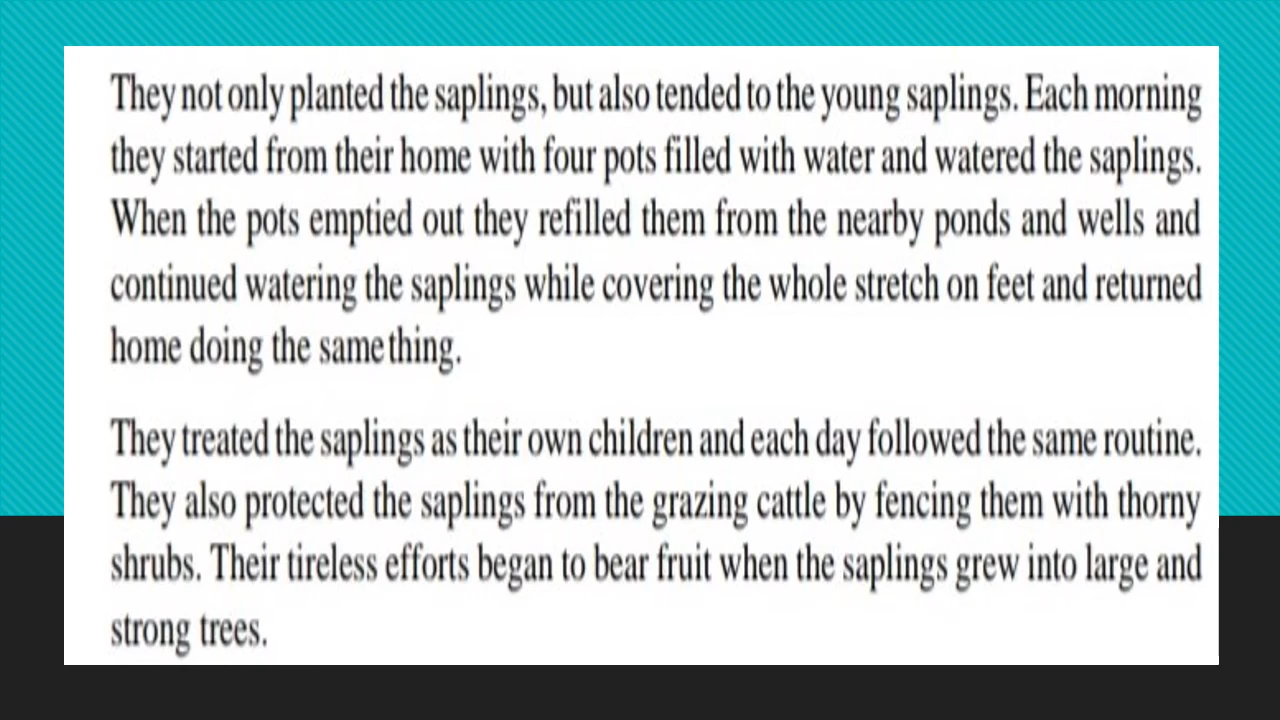 They not only planted the saplings, but also tended to the young saplings. Each morning
they started from their home with four pots filled with water and watered the saplings.
When the pots emptied out they refilled them from the nearby ponds and wells and
continued watering the saplings while covering the whole stretch on feet and returned
home doing the same thing.
They treated the saplings as their own children and each day followed the same routine.
They also protected the saplings from the grazing cattle by fencing them with thorny
shrubs. Their tireless efforts began to bear fruit when the saplings grew into large and
strong trees.